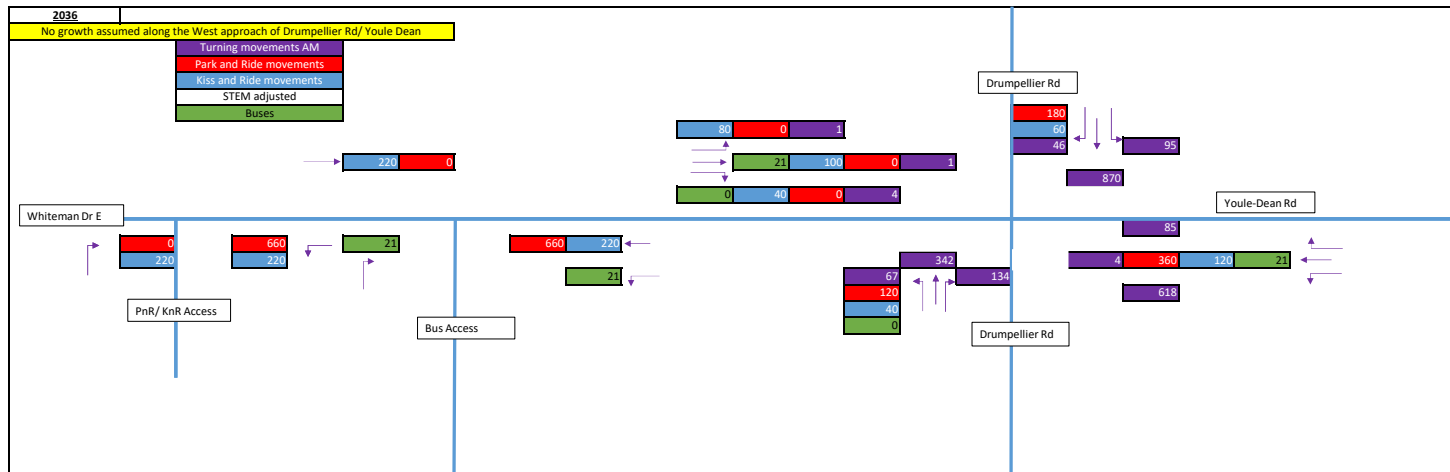 2036
No growth assumed along the West approach of Drumpellier Rd/ Youle Dean
Turning movements AM
Park and Ride movements
Kiss and Ride movements
STEM adjusted
Buses
Drumpellier Rd
180
60
46 95
870
80 0 1
220 0
21 100 0 1
0 40 0 4
Whiteman Dr E
Youle-Dean Rd
0 660 21 660 220
220 220
21
85
342
4 360 120 21
67 134
618
120
40
0
PnR/ KnR Access
Bus Access
Drumpellier Rd